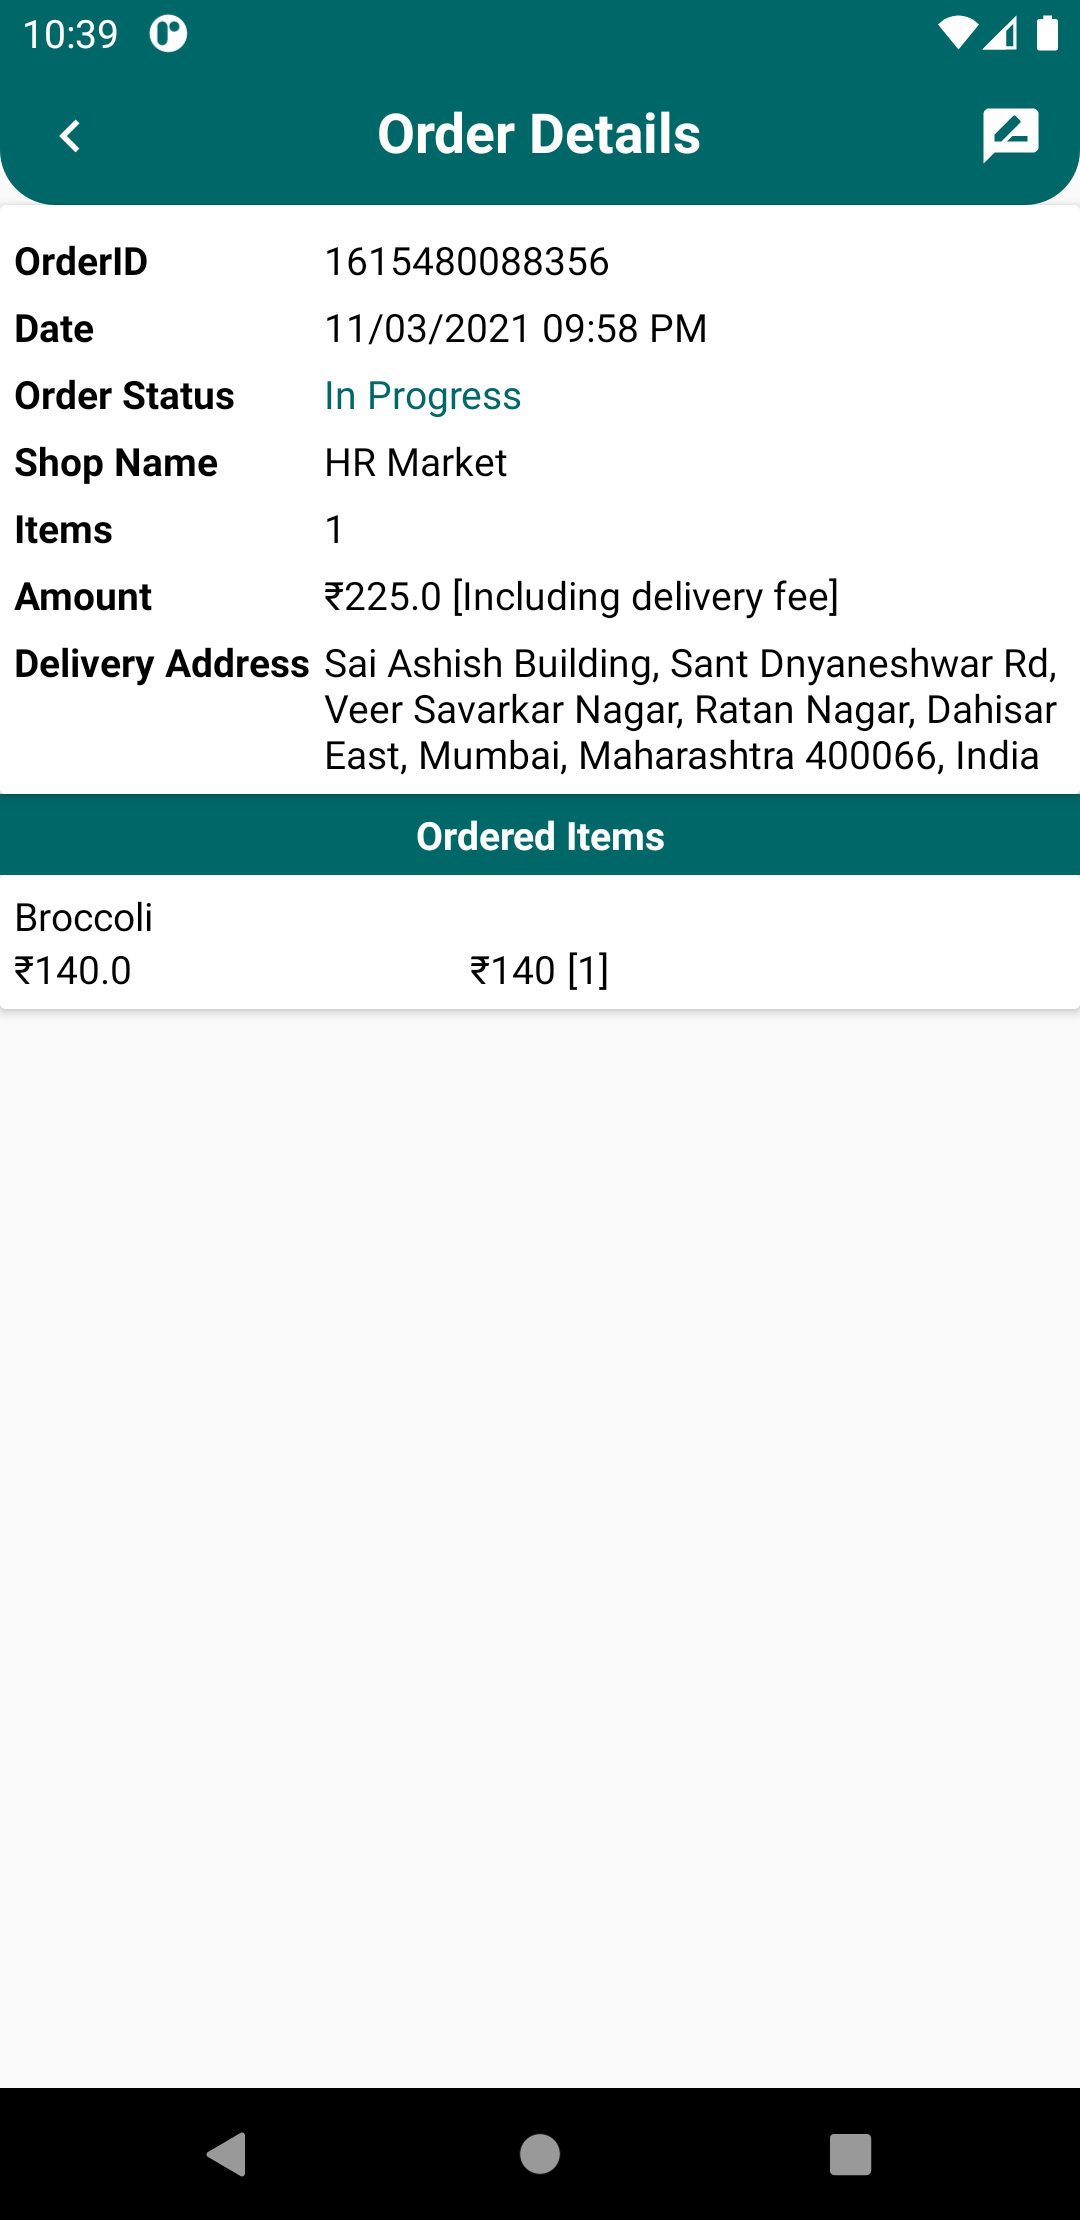 10:39
Order Details
OrderID 1615480088356
Date 11/03/2021 09:58 PM
Order Status In Progress
Shop Name HR Market
Items 1
Amount ₹225.0 [Including delivery fee]
Delivery Address Sai Ashish Building, Sant Dnyaneshwar Rd,
Veer Savarkar Nagar, Ratan Nagar, Dahisar
East, Mumbai, Maharashtra 400066, India
Ordered Items
Broccoli
₹140.0 ₹140 [1]